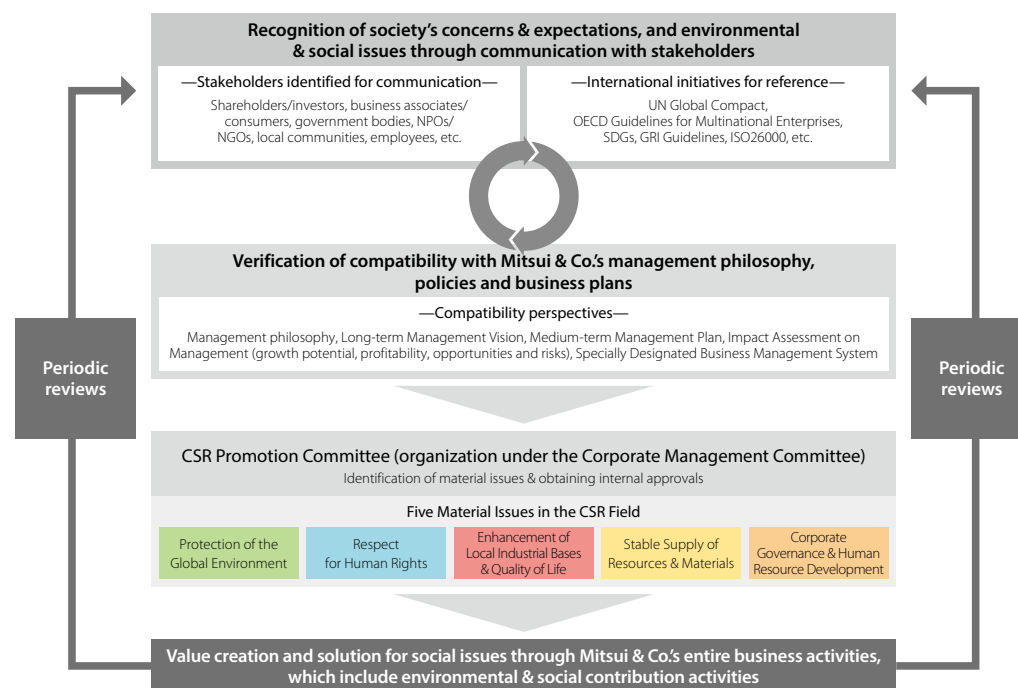 Recognition of society’s concerns & expectations, and environmental
& social issues through communication with stakeholders
—Stakeholders identified for communication—
Shareholders/investors, business associates/
consumers, government bodies, NPOs/
NGOs, local communities, employees, etc.
—International initiatives for reference—
UN Global Compact,
OECD Guidelines for Multinational Enterprises,
SDGs, GRI Guidelines, ISO26000, etc.
Verification of compatibility with Mitsui & Co.’s management philosophy,
policies and business plans
—Compatibility perspectives—
Management philosophy, Long-term Management Vision, Medium-term Management Plan, Impact Assessment on
Management (growth potential, profitability, opportunities and risks), Specially Designated Business Management System
Periodic
reviews
Periodic
reviews
CSR Promotion Committee (organization under the Corporate Management Committee)
Identification of material issues & obtaining internal approvals
Five Material Issues in the CSR Field
Protection of the
Global Environment
Respect
for Human Rights
Enhancement of
Local Industrial Bases
& Quality of Life
Stable Supply of
Resources & Materials
Corporate
Governance & Human
Resource Development
Value creation and solution for social issues through Mitsui & Co.’s entire business activities,
which include environmental & social contribution activities